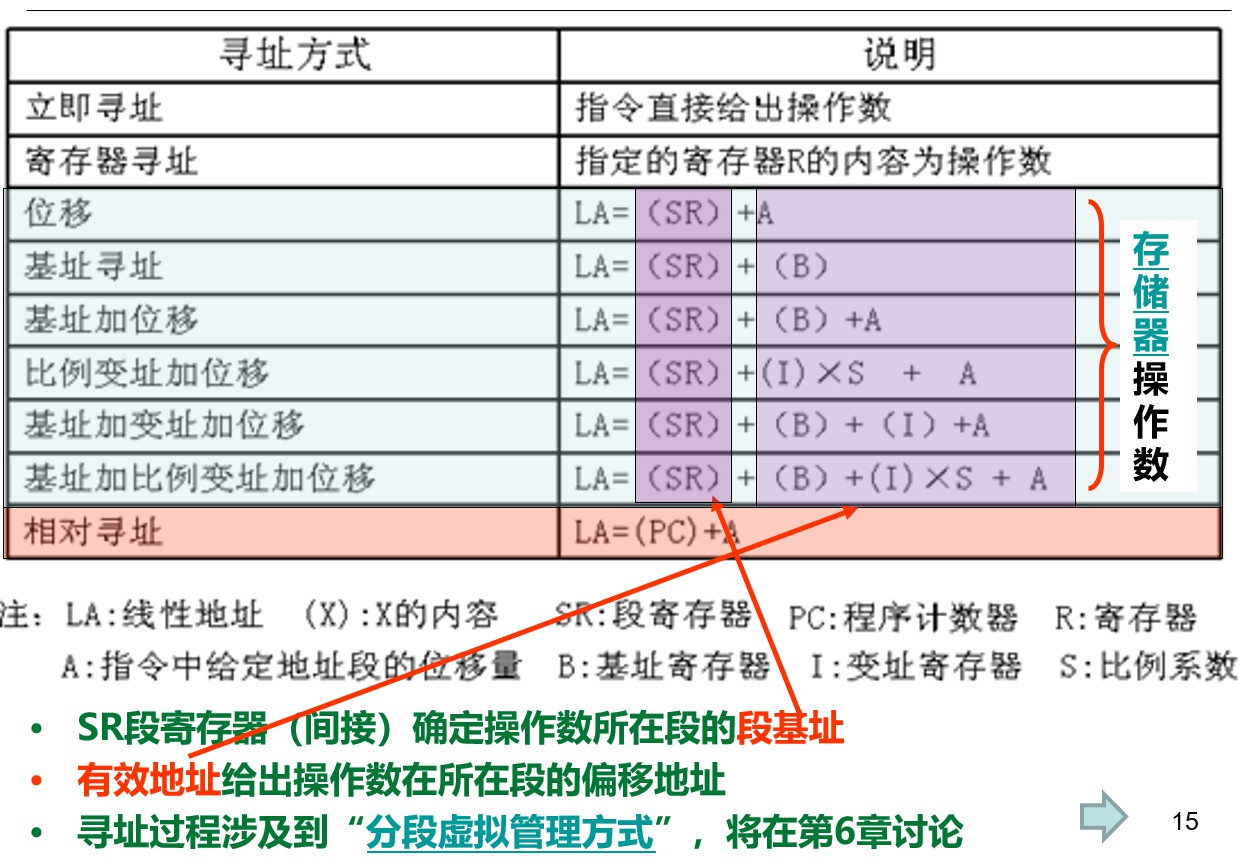 寻址方式 说明
立即寻址 指令直接给出操作数
寄存器寻址 指定的寄存器R的内容为操作数
位移 LA= (SR) +A
基址寻址 LA= (SR) + (B)
基址加位移 LA= (SR) + (B) +A
比例变址加位移 LA= (SR) +(I)×S + A
基址加变址加位移 LA= (SR) + (B) + (I) +A
基址加比例变址加位移 LA= (SR) + (B) +(I)×S + A
相对寻址 LA=(PC)+A
存储器操作数
注: LA:线性地址 (X):X的内容 SR:段寄存器 PC:程序计数器 R:寄存器
A:指令中给定地址段的位移量 B:基址寄存器 I:变址寄存器 S:比例系数
• SR段寄存器（间接）确定操作数所在段的段基址
• 有效地址给出操作数在所在段的偏移地址
• 寻址过程涉及到“分段虚拟管理方式”，将在第6章讨论
15